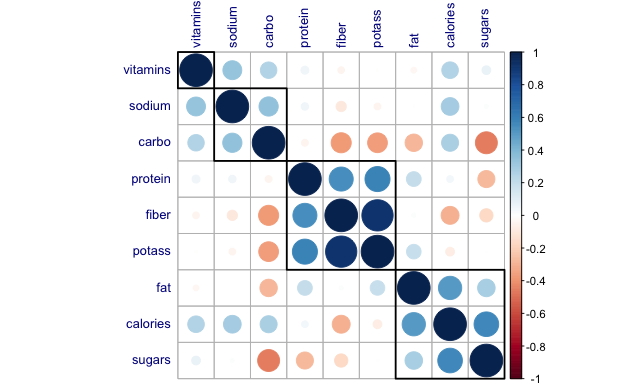 vitamins sodium carbo protein fiber potass fat calories sugars
vitamins
sodium
carbo
protein
fiber
potass
fat
calories
sugars
1
0.8
0.6
0.4
0.2
0
-0.2
-0.4
-0.6
-0.8
-1